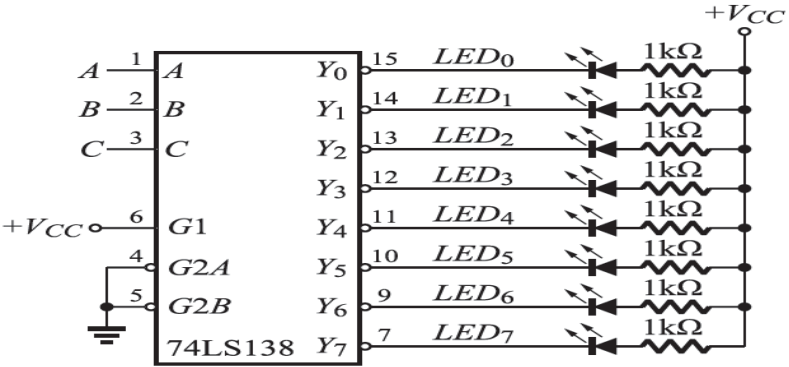 +VCC
A 1 A Y0 15 LED0 1kΩ
B 2 B Y1 14 LED1 1kΩ
C 3 C Y2 13 LED2 1kΩ
Y3 12 LED3 1kΩ
+VCC 6 G1 Y4 11 LED4 1kΩ
4 G2A Y5 10 LED5 1kΩ
5 G2B Y6 9 LED6 1kΩ
74LS138 Y7 7 LED7 1kΩ